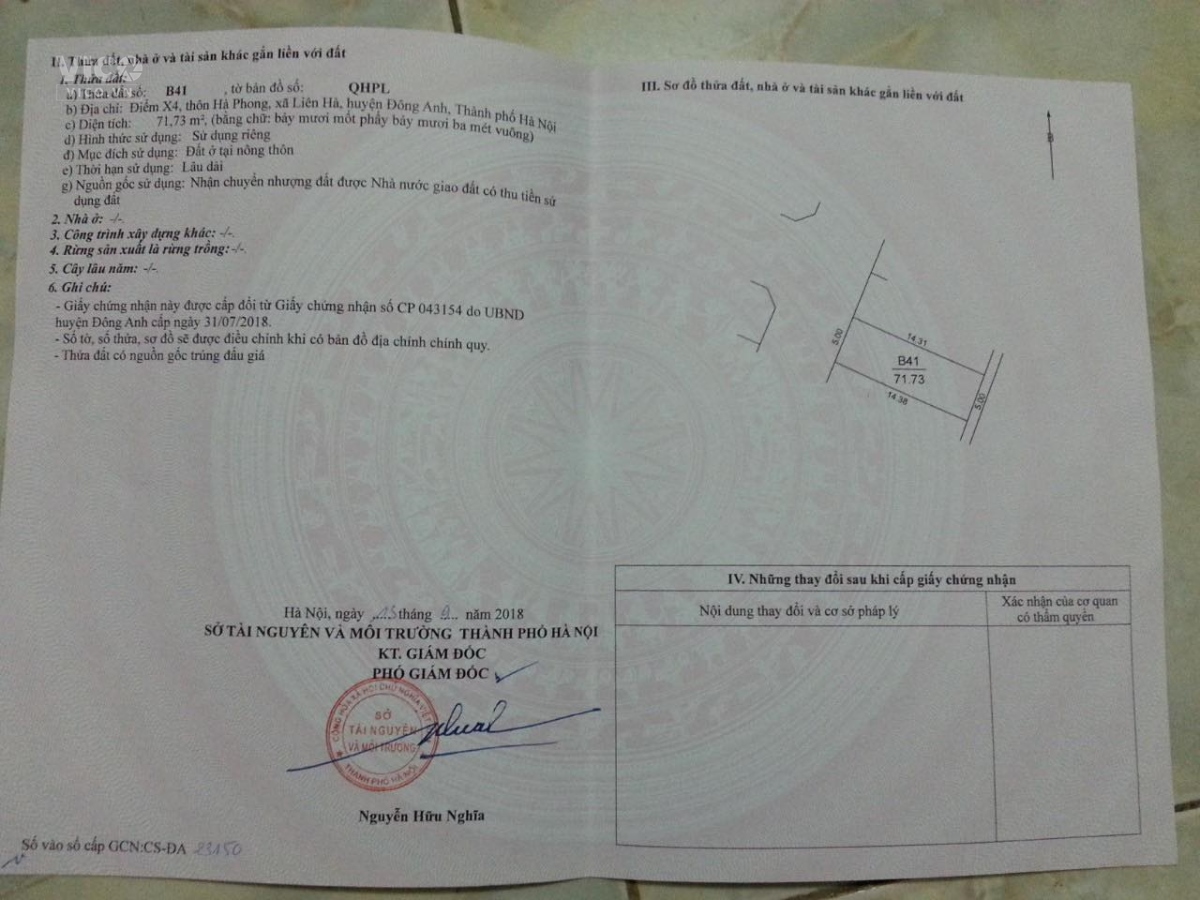 II. Thửa đất, nhà ở và tài sản khác gắn liền với đất
1. Thửa đất:
a) Thửa đất số: B41 , tờ bản đồ số: QHPL
b) Địa chỉ: Điểm X4, thôn Hà Phong, xã Liên Hà, huyện Đông Anh, Thành phố Hà Nội
c) Diện tích: 71,73 m², (bằng chữ: bảy mươi mốt phẩy bảy mươi ba mét vuông)
d) Hình thức sử dụng: Sử dụng riêng
đ) Mục đích sử dụng: Đất ở tại nông thôn
e) Thời hạn sử dụng: Lâu dài
g) Nguồn gốc sử dụng: Nhận chuyển nhượng đất được Nhà nước giao đất có thu tiền sử
dụng đất
2. Nhà ở: -/-.
3. Công trình xây dựng khác: -/-.
4. Rừng sản xuất là rừng trồng: -/-.
5. Cây lâu năm: -/-.
6. Ghi chú:
- Giấy chứng nhận này được cấp đổi từ Giấy chứng nhận số CP 043154 do UBND
huyện Đông Anh cấp ngày 31/07/2018.
- Số tờ, số thửa, sơ đồ sẽ được điều chỉnh khi có bản đồ địa chính chính quy.
- Thửa đất có nguồn gốc trúng đấu giá
Hà Nội, ngày tháng năm 2018
SỞ TÀI NGUYÊN VÀ MÔI TRƯỜNG THÀNH PHỐ HÀ NỘI
KT. GIÁM ĐỐC
PHÓ GIÁM ĐỐC
CỘNG HÒA XÃ HỘI CHỦ NGHĨA VIỆT
SỞ
TÀI NGUYÊN
VÀ MÔI TRƯỜNG
THÀNH PHỐ HÀ NỘI
Nguyễn Hữu Nghĩa
Số vào sổ cấp GCN:CS-ĐA 23150
III. Sơ đồ thửa đất, nhà ở và tài sản khác gắn liền với đất
B
14.31
5.00
B41
71.73
14.38
5.00
IV. Những thay đổi sau khi cấp giấy chứng nhận
Nội dung thay đổi và cơ sở pháp lý
Xác nhận của cơ quan
có thẩm quyền